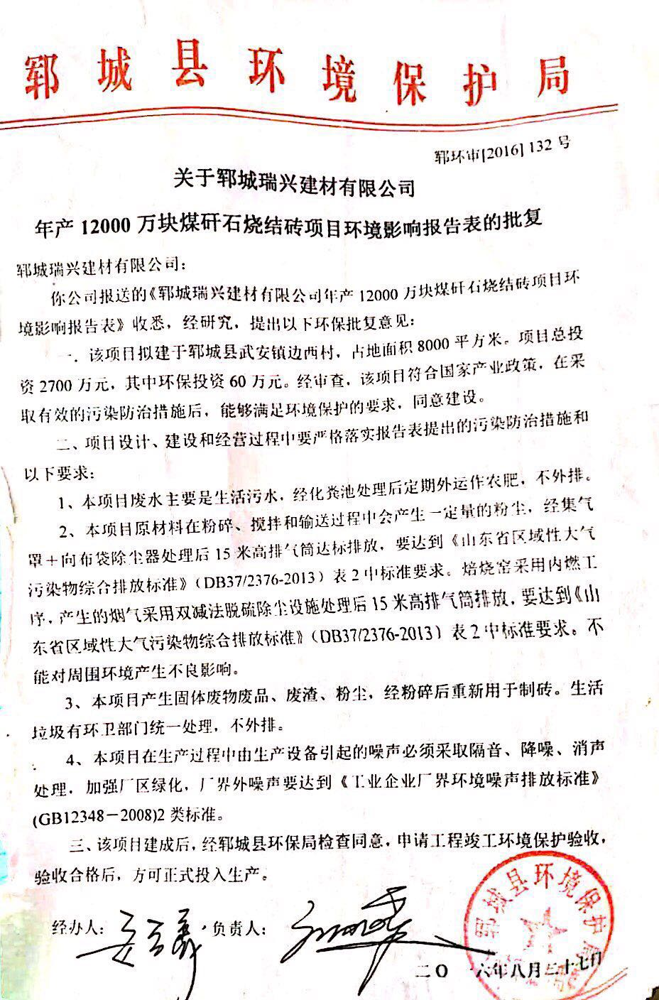 郓城县环境保护局
郓环审[2016] 132 号
关于郓城瑞兴建材有限公司
年产 12000 万块煤矸石烧结砖项目环境影响报告表的批复
郓城瑞兴建材有限公司：
你公司报送的《郓城瑞兴建材有限公司年产 12000 万块煤矸石烧结砖项目环
境影响报告表》收悉，经研究，提出以下环保批复意见：
一．该项目拟建于郓城县武安镇边西村，占地面积 8000 平方米。项目总投
资 2700 万元，其中环保投资 60 万元。经审查，该项目符合国家产业政策，在采
取有效的污染防治措施后，能够满足环境保护的要求，同意建设。
二、项目设计、建设和经营过程中要严格落实报告表提出的污染防治措施和
以下要求：
1、本项目废水主要是生活污水，经化粪池处理后定期外运作农肥，不外排。
2、本项目原材料在粉碎、搅拌和输送过程中会产生一定量的粉尘，经集气
罩＋向布袋除尘器处理后 15 米高排气筒达标排放，要达到《山东省区域性大气
污染物综合排放标准》（DB37/2376-2013）表 2 中标准要求。焙烧窑采用内燃工
序，产生的烟气采用双减法脱硫除尘设施处理后 15 米高排气筒排放，要达到《山
东省区域性大气污染物综合排放标准》（DB37/2376-2013）表 2 中标准要求。不
能对周围环境产生不良影响。
3、本项目产生固体废物废品、废渣、粉尘，经粉碎后重新用于制砖。生活
垃圾有环卫部门统一处理，不外排。
4、本项目在生产过程中由生产设备引起的噪声必须采取隔音、降噪、消声
处理，加强厂区绿化，厂界外噪声要达到《工业企业厂界环境噪声排放标准》
(GB12348－2008)2 类标准。
三、该项目建成后，经郓城县环保局检查同意，申请工程竣工环境保护验收，
验收合格后，方可正式投入生产。
经办人： 负责人：
郓城县环境保护局
二〇一六年八月二十七日